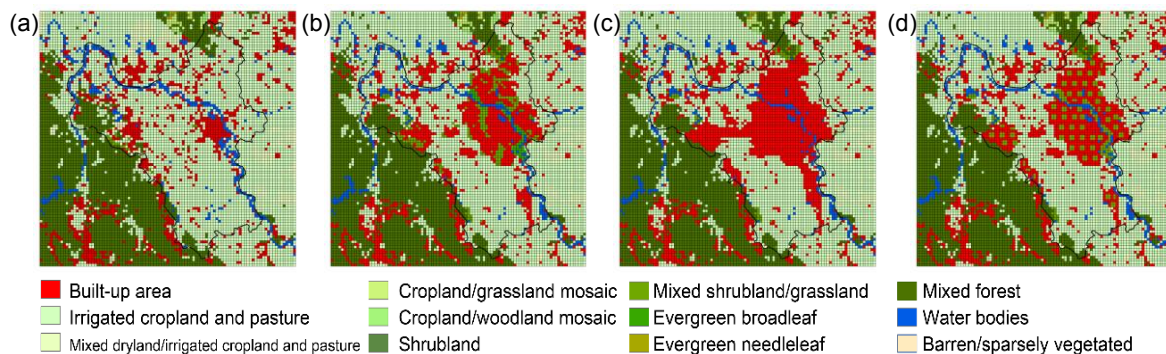 (a) (b) (c) (d)
Built-up area Cropland/grassland mosaic Mixed shrubland/grassland Mixed forest
Irrigated cropland and pasture Cropland/woodland mosaic Evergreen broadleaf Water bodies
Mixed dryland/irrigated cropland and pasture Shrubland Evergreen needleleaf Barren/sparsely vegetated